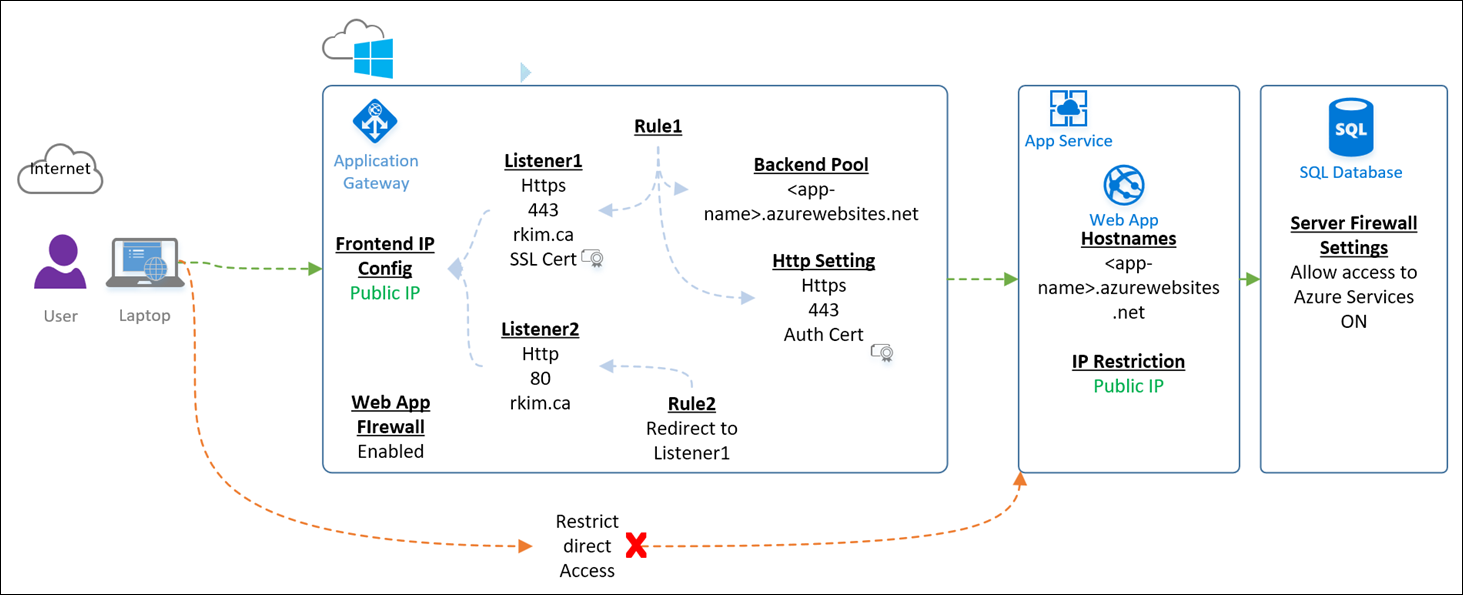 Internet
User
Laptop
Application
Gateway
Frontend IP
Config
Public IP
Web App
FIrewall
Enabled
Listener1
Https
443
rkim.ca
SSL Cert
Listener2
Http
80
rkim.ca
Rule1
Backend Pool
<app-
name>.azurewebsites.net
Http Setting
Https
443
Auth Cert
Rule2
Redirect to
Listener1
Restrict
direct
Access
App Service
Web App
Hostnames
<app-
name>.azurewebsites
.net
IP Restriction
Public IP
SQL
SQL Database
Server Firewall
Settings
Allow access to
Azure Services
ON